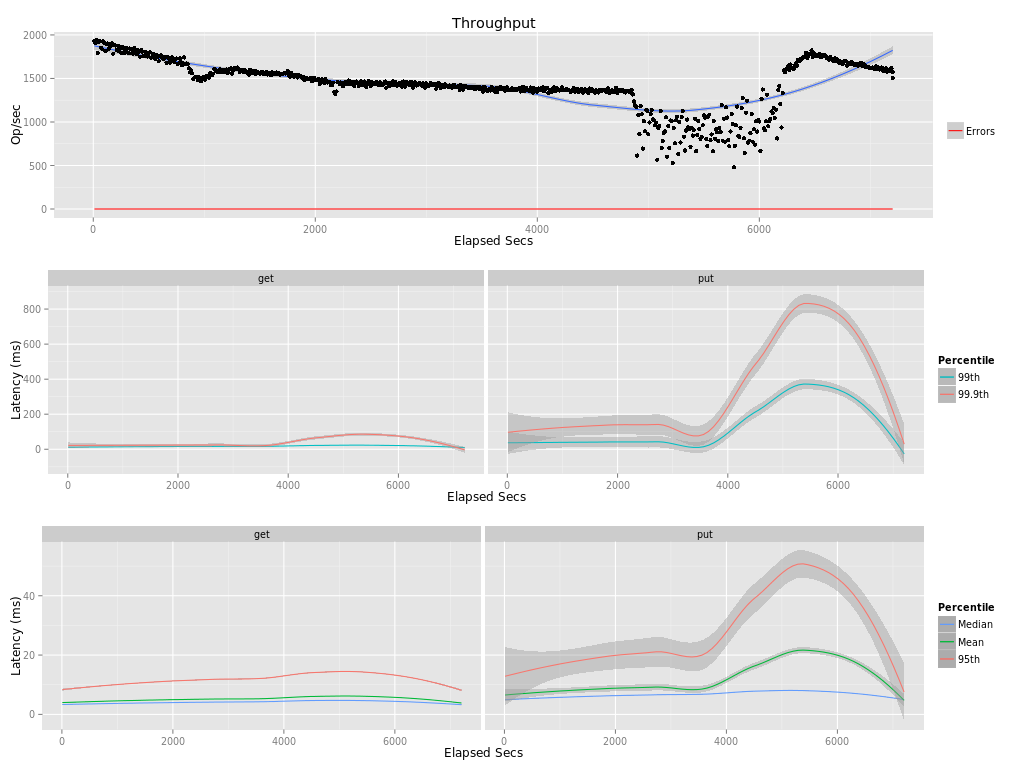 Throughput
Op/sec
2000
1500
1000
500
0
0 2000 4000 6000
Elapsed Secs
Errors
get put
Latency (ms)
800
600
400
200
0
0 2000 4000 6000 0 2000 4000 6000
Elapsed Secs
Percentile
99th
99.9th
get put
Latency (ms)
40
20
0
0 2000 4000 6000 0 2000 4000 6000
Elapsed Secs
Percentile
Median
Mean
95th